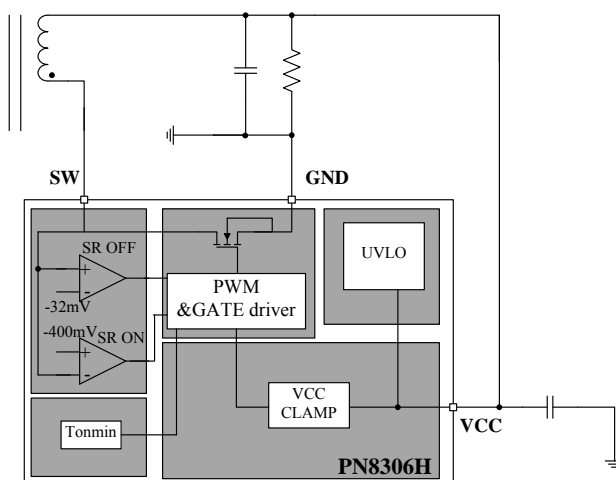 SW
GND
SR OFF
+
-
-32mV
-400mV
SR ON
+
-
PWM
&GATE driver
UVLO
VCC
CLAMP
VCC
Tonmin
PN8306H